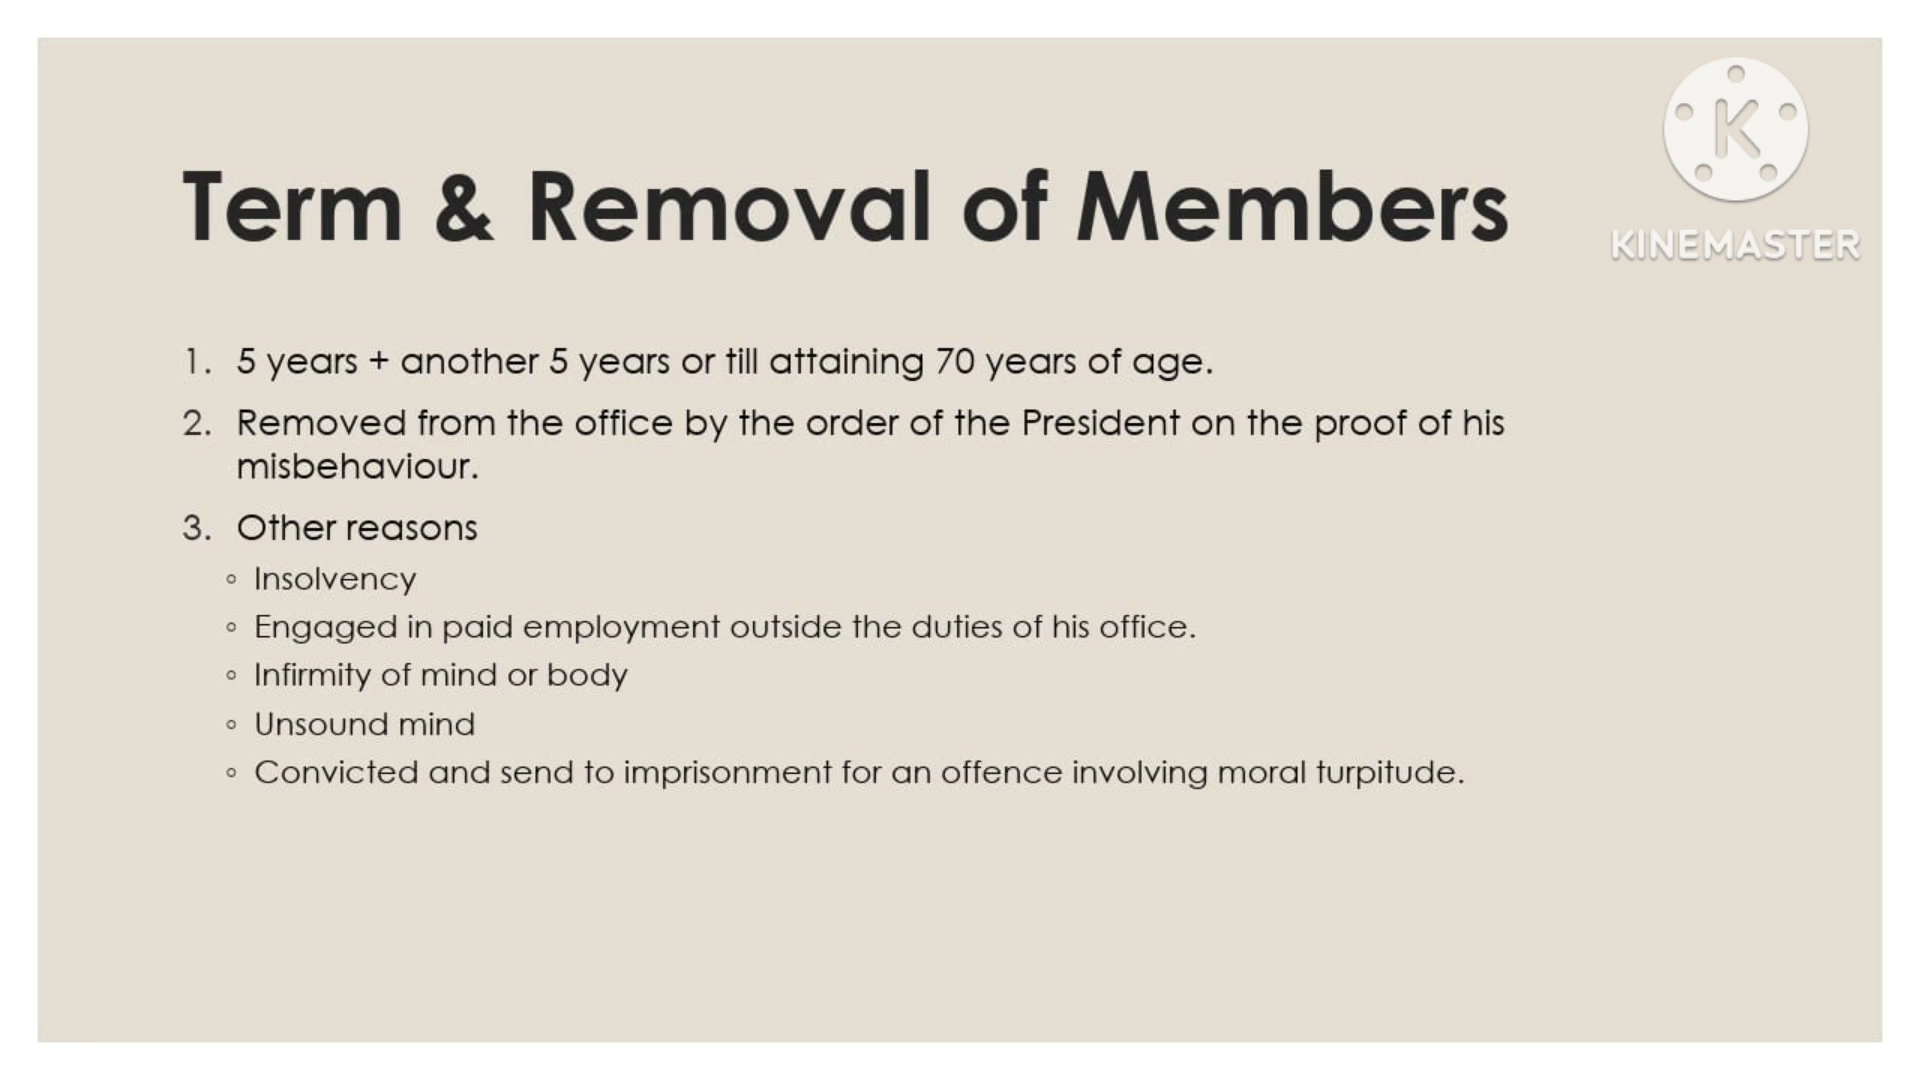 K
KINEMASTER
Term & Removal of Members
1. 5 years + another 5 years or till attaining 70 years of age.
2. Removed from the office by the order of the President on the proof of his
misbehaviour.
3. Other reasons
◦ Insolvency
◦ Engaged in paid employment outside the duties of his office.
◦ Infirmity of mind or body
◦ Unsound mind
◦ Convicted and send to imprisonment for an offence involving moral turpitude.